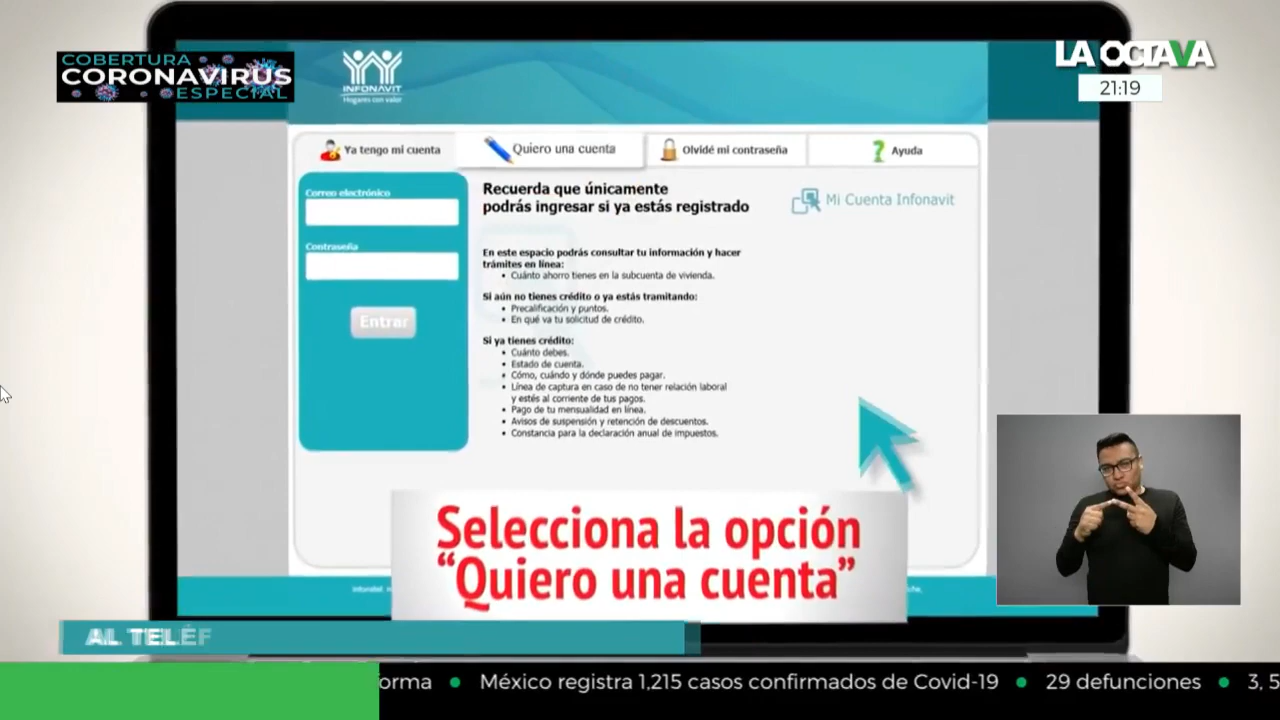 COBERTURA
CORONAVIRUS
ESPECIAL
INFONAVIT
Hogares con valor
LA OCTAVA
21:19
Ya tengo mi cuenta
Quiero una cuenta
Olvidé mi contraseña
Ayuda
Correo electrónico
Contraseña
Entrar
Recuerda que únicamente
podrás ingresar si ya estás registrado
Mi Cuenta Infonavit
En este espacio podrás consultar tu información y hacer
trámites en línea:
• Cuánto ahorro tienes en la subcuenta de vivienda.
Si aún no tienes crédito o ya estás tramitando:
• Precalificación y puntos.
• En qué va tu solicitud de crédito.
Si ya tienes crédito:
• Cuánto debes.
• Estado de cuenta.
• Cómo, cuándo y dónde puedes pagar.
• Línea de captura en caso de no tener relación laboral
y estés al corriente de tus pagos.
• Pago de tu mensualidad en línea.
• Avisos de suspensión y retención de descuentos.
• Constancia para la declaración anual de impuestos.
Selecciona la opción
“Quiero una cuenta”
AL TELÉF
orma • México registra 1,215 casos confirmados de Covid-19 • 29 defunciones • 3, 5